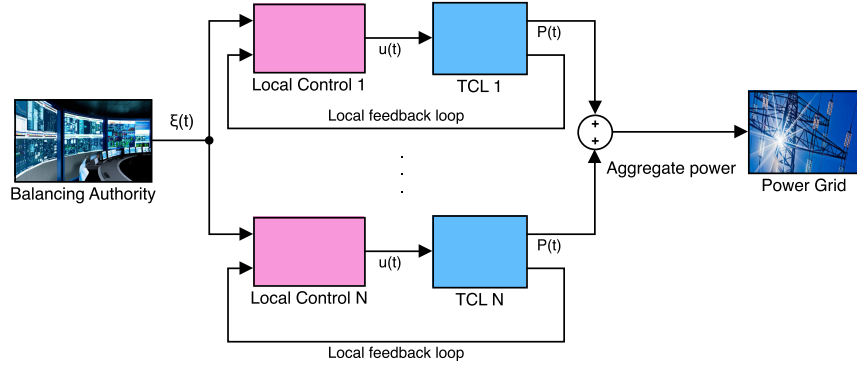 P(t)
u(t)
Local Control 1
TCL 1
Local feedback loop
ξ(t)
Balancing Authority
+
+
Aggregate power
Power Grid
.
.
.
P(t)
u(t)
Local Control N
TCL N
Local feedback loop